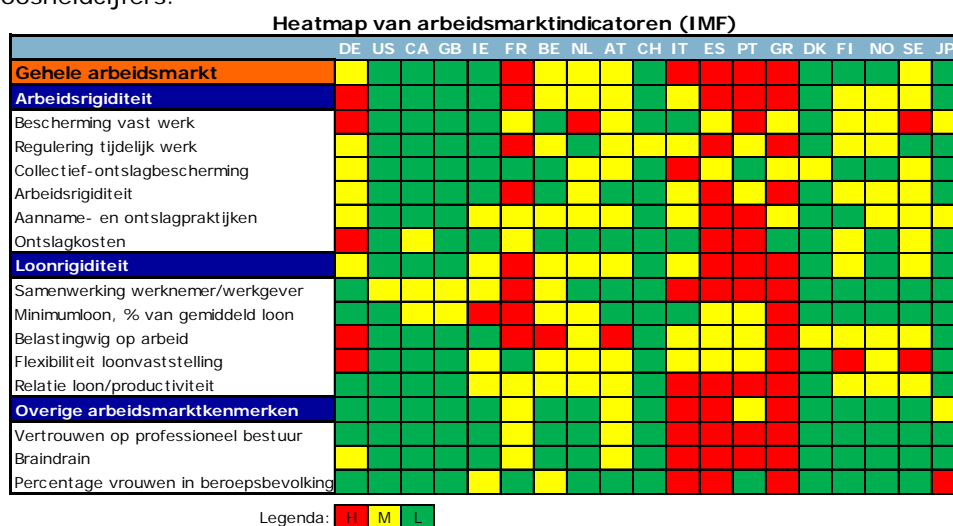 Heatmap van arbeidsmarktindicatoren (IMF)
DE US CA GB IE FR BE NL AT CH IT ES PT GR DK FI NO SE JP
Gehele arbeidsmarkt
Arbeidsrigiditeit
Bescherming vast werk
Regulering tijdelijk werk
Collectief-ontslagbescherming
Arbeidsrigiditeit
Aanname- en ontslagpraktijken
Ontslagkosten
Loonrigiditeit
Samenwerking werknemer/werkgever
Minimumloon, % van gemiddeld loon
Belastingwig op arbeid
Flexibiliteit loonvaststelling
Relatie loon/productiviteit
Overige arbeidsmarktkenmerken
Vertrouwen op professioneel bestuur
Braindrain
Percentage vrouwen in beroepsbevolking
Legenda: H M L